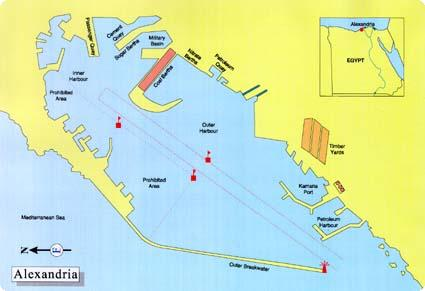 Passenger Quay
Cement
Quay
Sugar Berths
Military
Basin
Coal Berths
Nitrate
Berths
Petroleum
Quay
Alexandria
EGYPT
Inner
Harbour
Prohibited
Area
Outer
Harbour
Prohibited
Area
Timber
Yards
Kamaria
Port
Petroleum
Harbour
Mediterranean Sea
Outer Breakwater
N
Alexandria